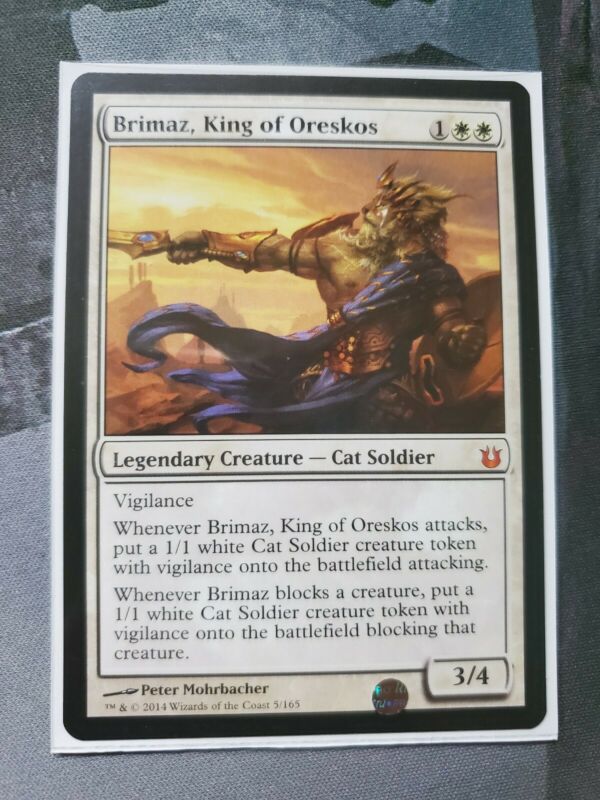 Brimaz, King of Oreskos 1
Legendary Creature — Cat Soldier
Vigilance
Whenever Brimaz, King of Oreskos attacks,
put a 1/1 white Cat Soldier creature token
with vigilance onto the battlefield attacking.
Whenever Brimaz blocks a creature, put a
1/1 white Cat Soldier creature token with
vigilance onto the battlefield blocking that
creature.
3/4
Peter Mohrbacher
™ & © 2014 Wizards of the Coast 5/165